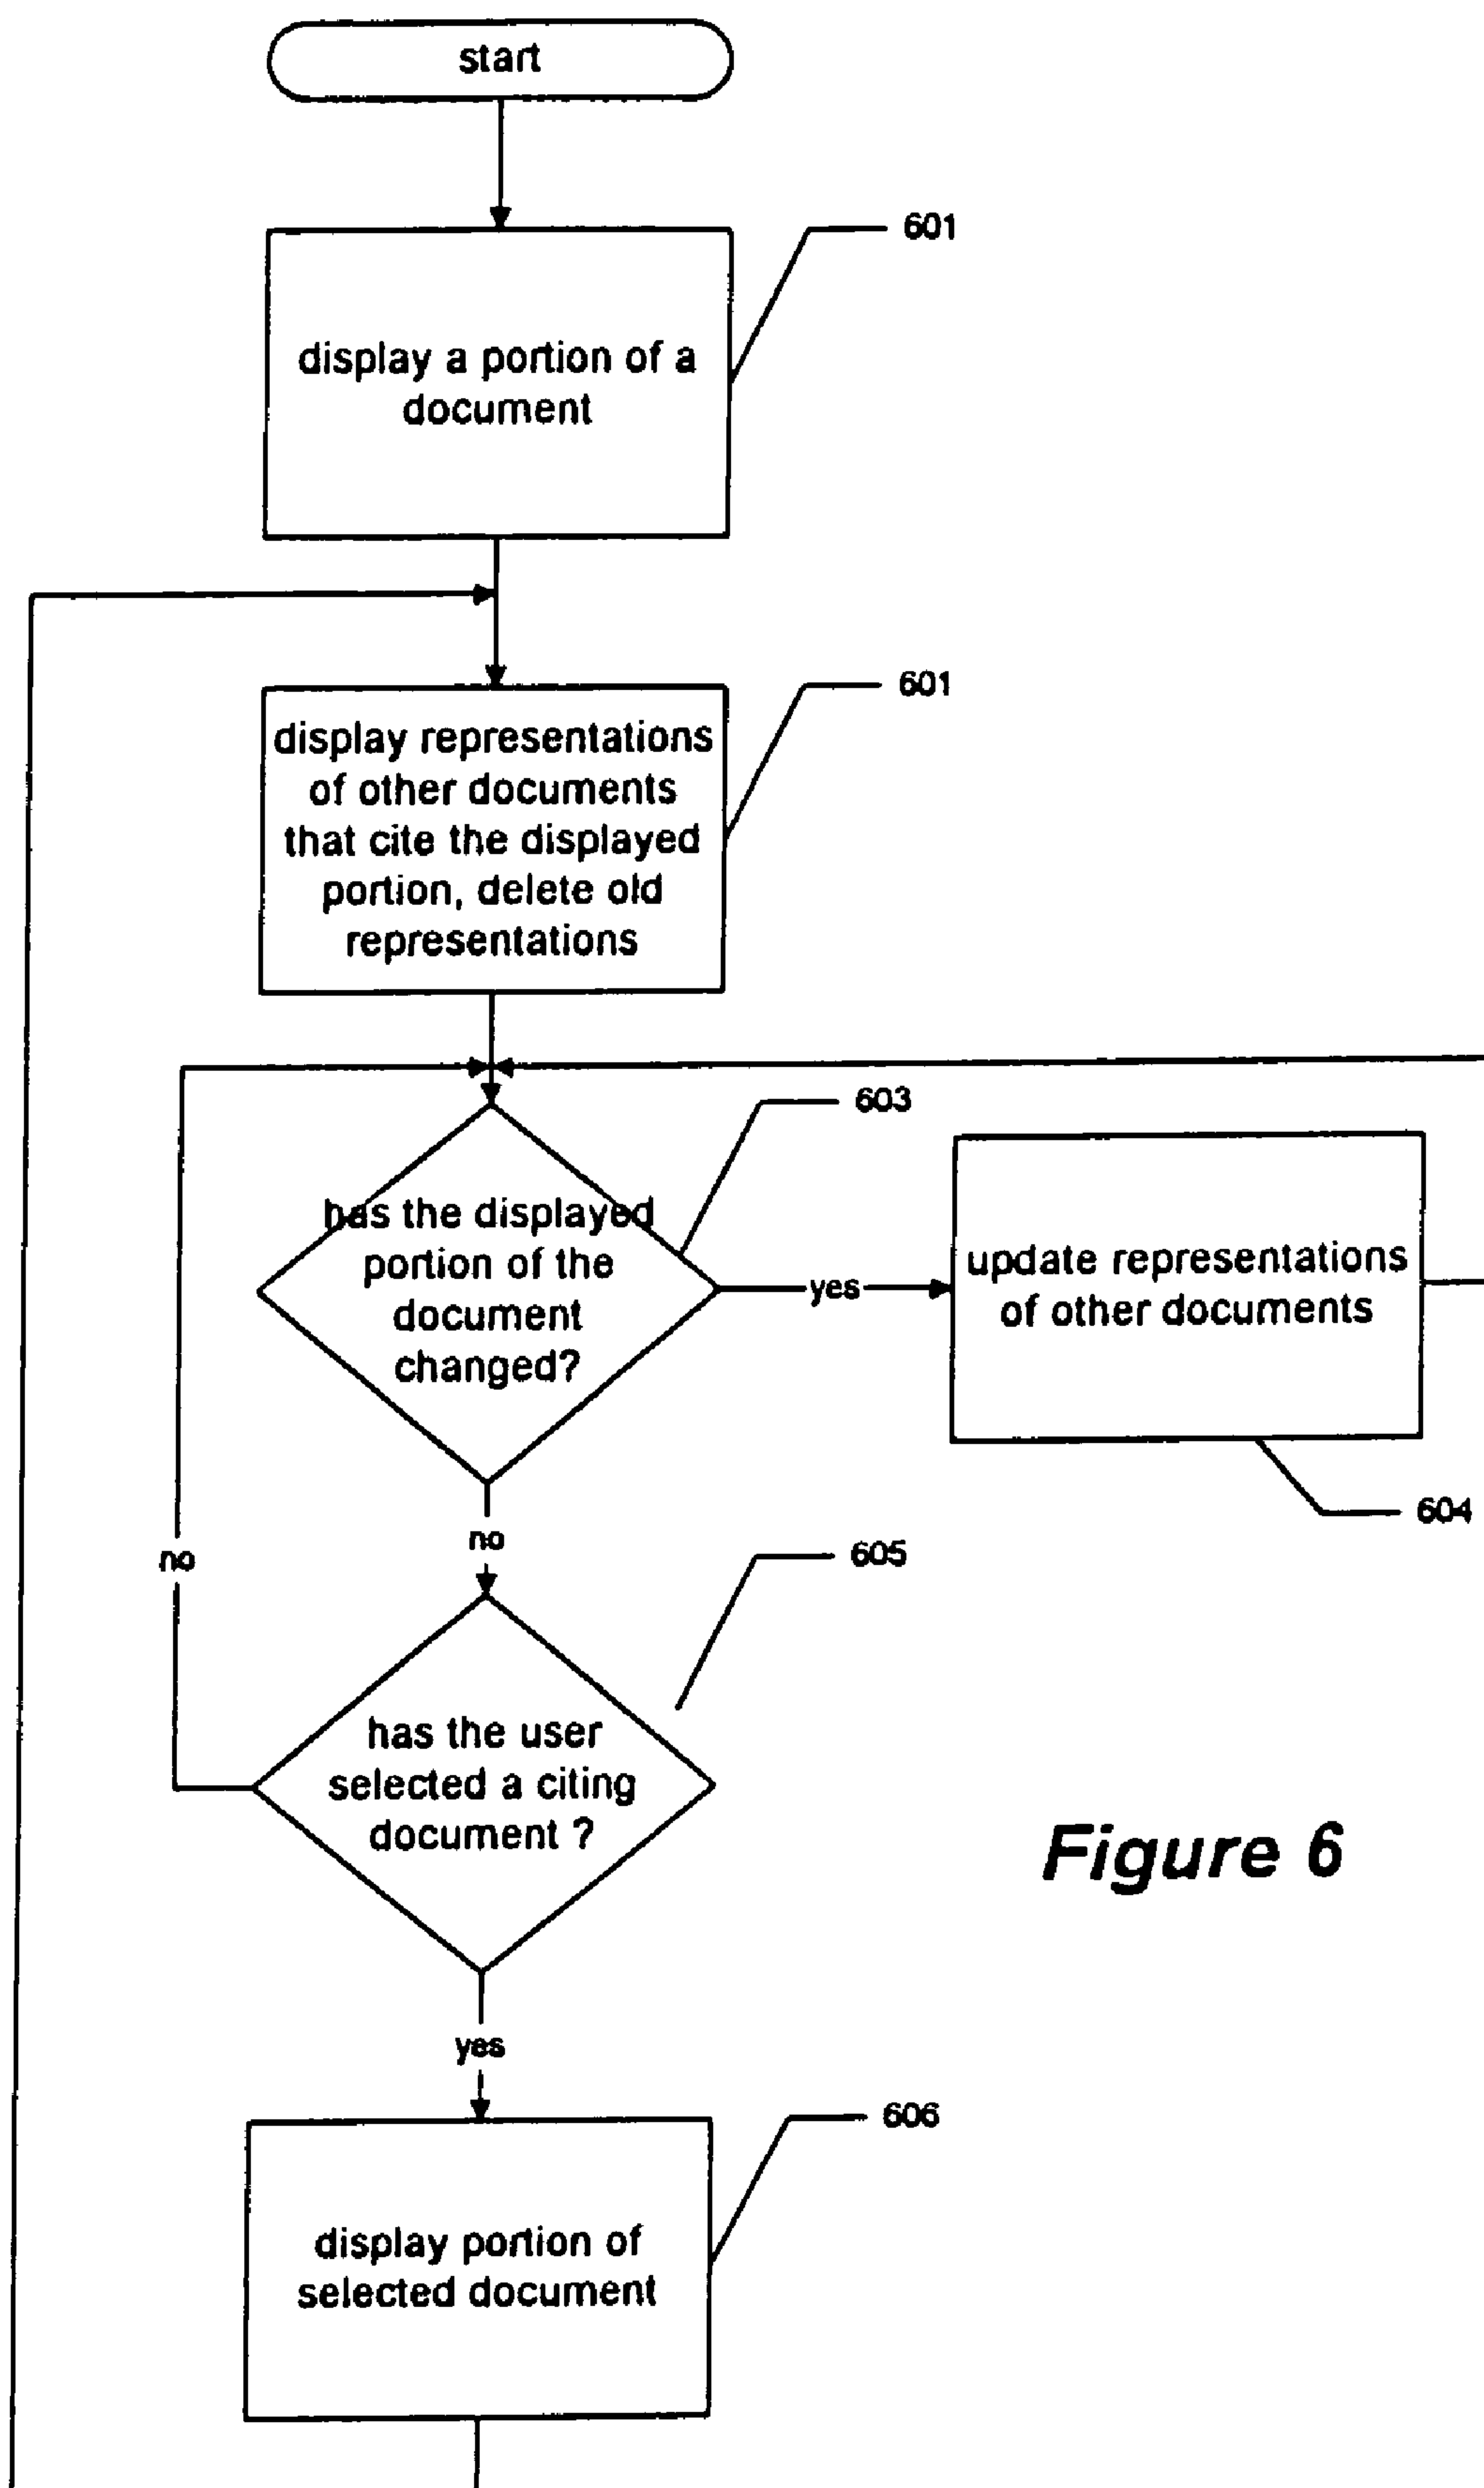 start
601
display a portion of a
document
601
display representations
of other documents
that cite the displayed
portion, delete old
representations
603
has the displayed
portion of the
document
changed?
yes
update representations
of other documents
604
no
no
605
has the user
selected a citing
document ?
Figure 6
yes
606
display portion of
selected document